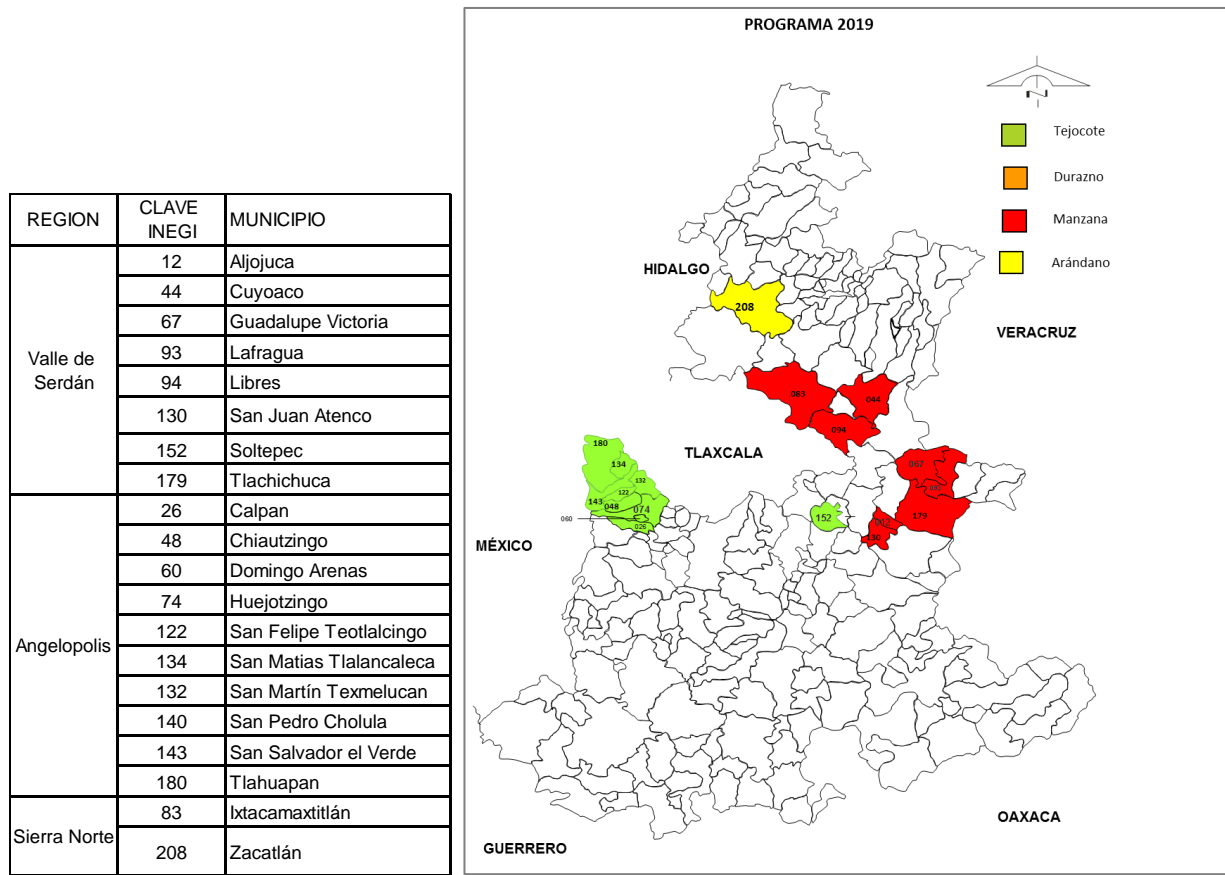 REGION CLAVE INEGI MUNICIPIO
Valle de Serdán
12 Aljojuca
44 Cuyoaco
67 Guadalupe Victoria
93 Lafragua
94 Libres
130 San Juan Atenco
152 Soltepec
179 Tlachichuca
Angelopolis
26 Calpan
48 Chiautzingo
60 Domingo Arenas
74 Huejotzingo
122 San Felipe Teotlalcingo
134 San Matias Tlalancaleca
132 San Martín Texmelucan
140 San Pedro Cholula
143 San Salvador el Verde
180 Tlahuapan
Sierra Norte
83 Ixtacamaxtitlán
208 Zacatlán
PROGRAMA 2019
N
Tejocote
Durazno
Manzana
Arándano
HIDALGO
208
VERACRUZ
083
044
094
180
TLAXCALA
134
067
132
093
122
143
048
074
179
152
060
026
012
130
MÉXICO
OAXACA
GUERRERO